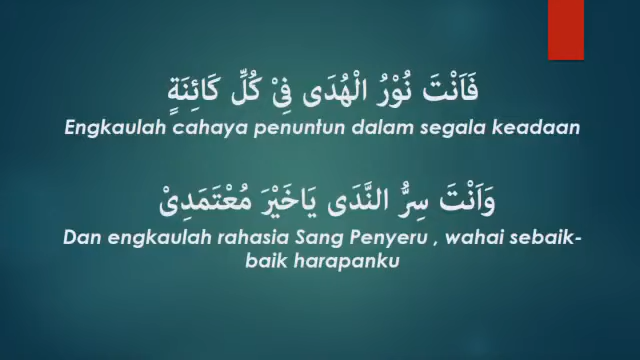 فَاَنْتَ نُوْرُ الْهُدَى فِيْ كُلِّ كَائِنَةٍ
Engkaulah cahaya penuntun dalam segala keadaan
وَاَنْتَ سِرُّ النَّدَى يَاخَيْرَ مُعْتَمَدِيْ
Dan engkaulah rahasia Sang Penyeru , wahai sebaik-
baik harapanku